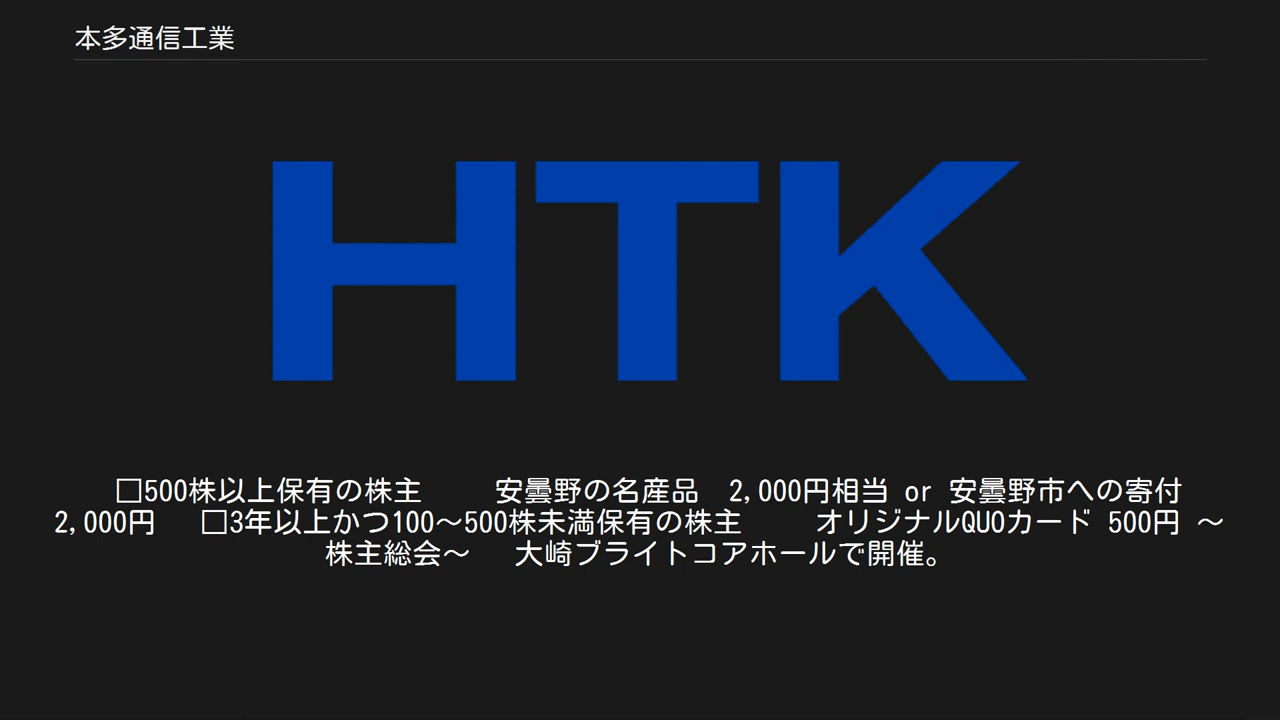 本多通信工業
HTK
□500株以上保有の株主　　安曇野の名産品　2,000円相当 or 安曇野市への寄付
2,000円　 □3年以上かつ100～500株未満保有の株主　　 オリジナルQUOカード 500円 ～
株主総会～　 大崎ブライトコアホールで開催。